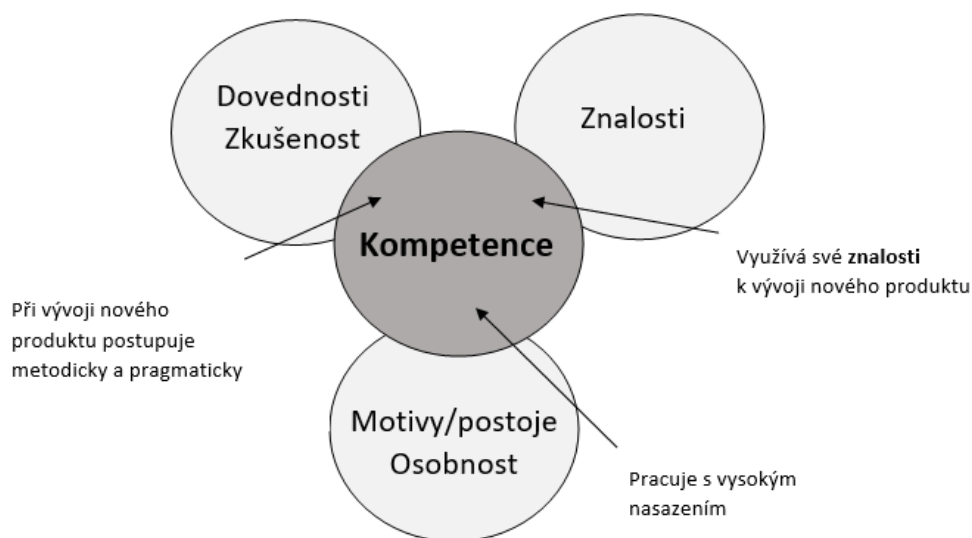 Dovednosti
Zkušenost
Znalosti
Kompetence
Využívá své znalosti
k vývoji nového produktu
Při vývoji nového
produktu postupuje
metodicky a pragmaticky
Motivy/postoje
Osobnost
Pracuje s vysokým
nasazením